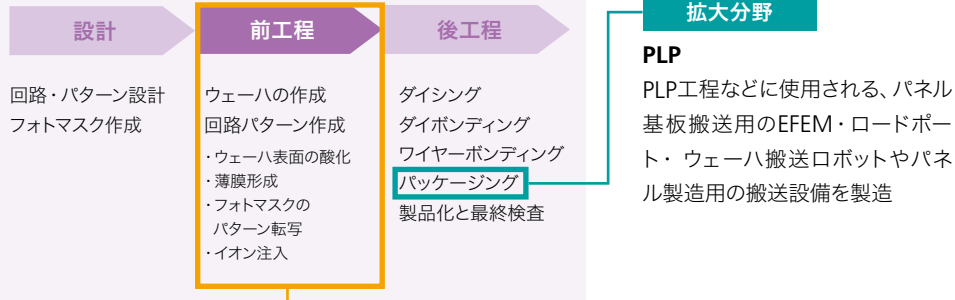 設計
回路・パターン設計
フォトマスク作成
前工程
ウェーハの作成
回路パターン作成
・ウェーハ表面の酸化
・薄膜形成
・フォトマスクの
パターン転写
・イオン注入
後工程
ダイシング
ダイボンディング
ワイヤーボンディング
パッケージング
製品化と最終検査
拡大分野
PLP
PLP工程などに使用される、パネル
基板搬送用のEFEM・ロードポー
ト・ウェーハ搬送ロボットやパネ
ル製造用の搬送設備を製造